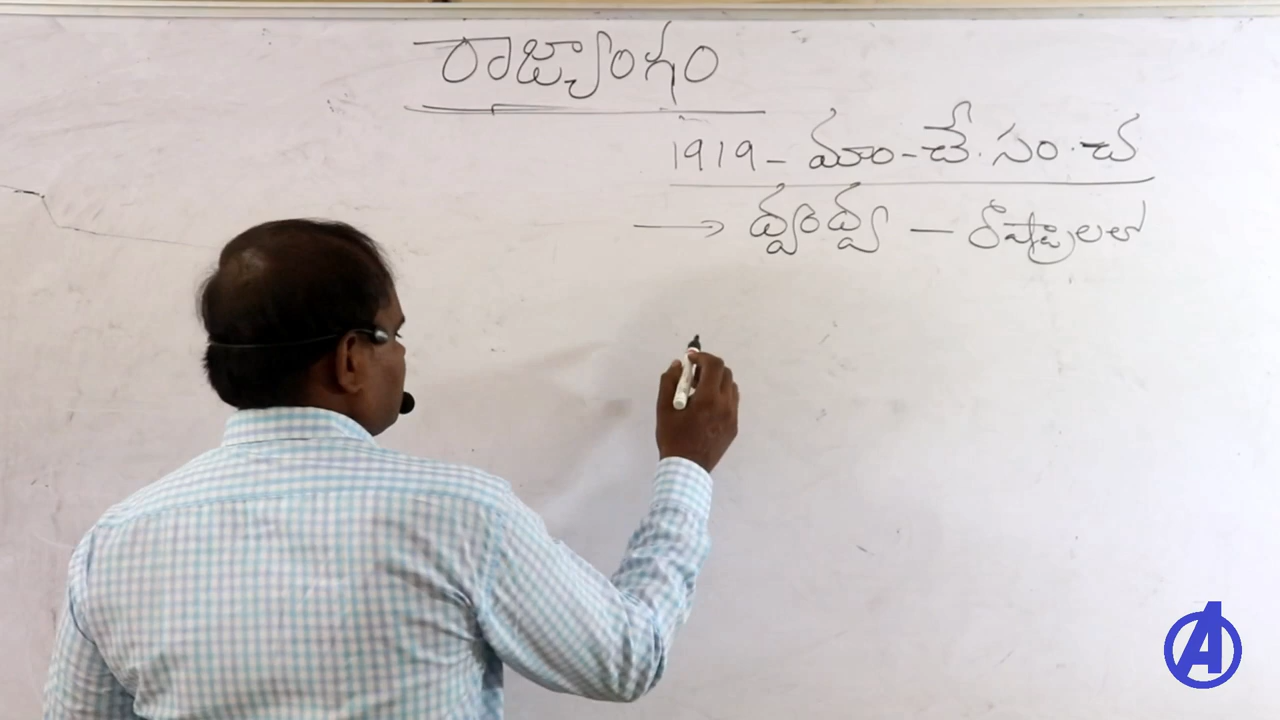 రాజ్యాంగం
1919 - మాం - చే. సం. చ
→ ద్వంద్వ - రాష్ట్రాలలో